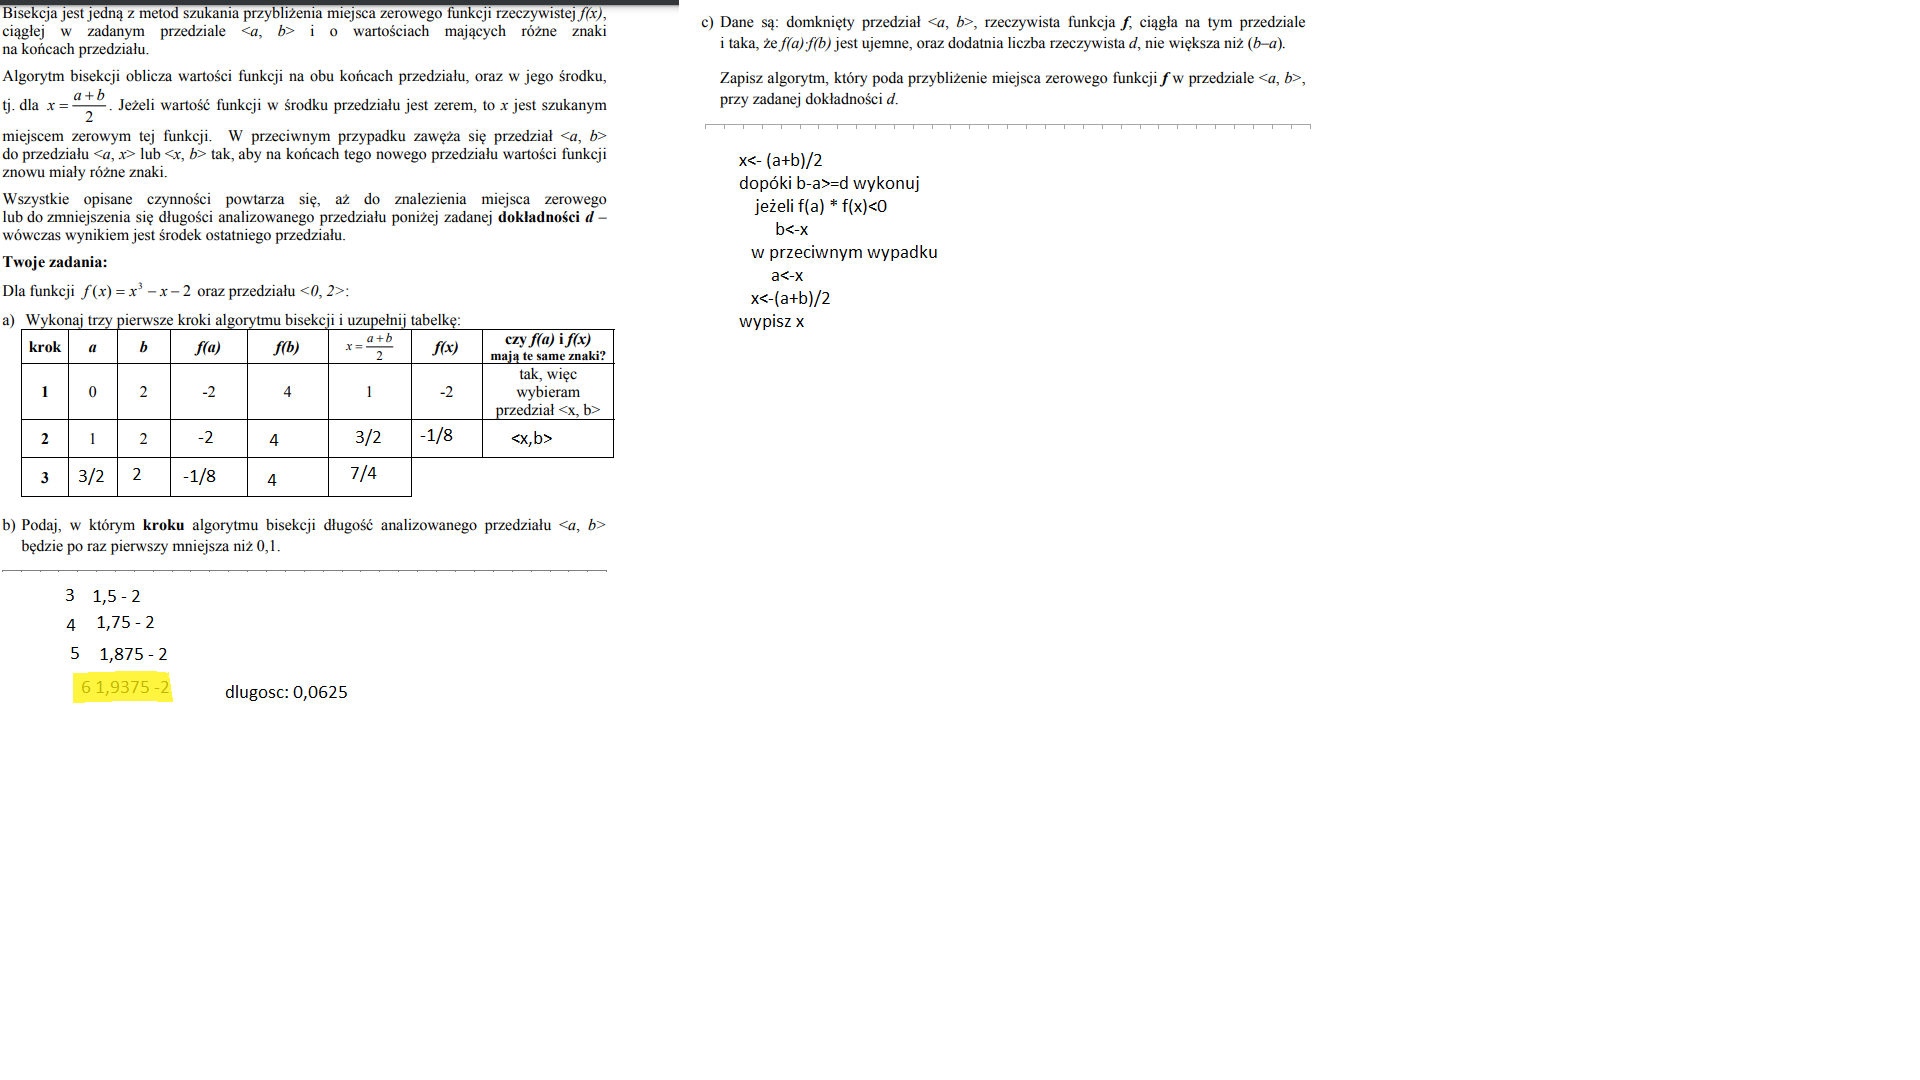 Bisekcja jest jedną z metod szukania przybliżenia miejsca zerowego funkcji rzeczywistej f(x),
ciągłej w zadanym przedziale <a, b> i o wartościach mających różne znaki
na końcach przedziału.
Algorytm bisekcji oblicza wartości funkcji na obu końcach przedziału, oraz w jego środku,
tj. dla x = (a+b)/2 . Jeżeli wartość funkcji w środku przedziału jest zerem, to x jest szukanym
miejscem zerowym tej funkcji. W przeciwnym przypadku zawęża się przedział <a, b>
do przedziału <a, x> lub <x, b> tak, aby na końcach tego nowego przedziału wartości funkcji
znowu miały różne znaki.
Wszystkie opisane czynności powtarza się, aż do znalezienia miejsca zerowego
lub do zmniejszenia się długości analizowanego przedziału poniżej zadanej dokładności d –
wówczas wynikiem jest środek ostatniego przedziału.
Twoje zadania:
Dla funkcji f(x) = x³ – x – 2 oraz przedziału <0, 2>:
a) Wykonaj trzy pierwsze kroki algorytmu bisekcji i uzupełnij tabelkę:
krok a b f(a) f(b) x = (a+b)/2 f(x) czy f(a) i f(x) mają te same znaki?
1 0 2 -2 4 1 -2 tak, więc wybieram przedział <x, b>
2 1 2 -2 4 3/2 -1/8 <x,b>
3 3/2 2 -1/8 4 7/4
b) Podaj, w którym kroku algorytmu bisekcji długość analizowanego przedziału <a, b>
będzie po raz pierwszy mniejsza niż 0,1.
3 1,5 - 2
4 1,75 - 2
5 1,875 - 2
6 1,9375 -2 dlugosc: 0,0625
c) Dane są: domknięty przedział <a, b>, rzeczywista funkcja f, ciągła na tym przedziale
i taka, że f(a)·f(b) jest ujemne, oraz dodatnia liczba rzeczywista d, nie większa niż (b–a).
Zapisz algorytm, który poda przybliżenie miejsca zerowego funkcji f w przedziale <a, b>,
przy zadanej dokładności d.
x<- (a+b)/2
dopóki b-a>=d wykonuj
jeżeli f(a) * f(x)<0
b<-x
w przeciwnym wypadku
a<-x
x<-(a+b)/2
wypisz x